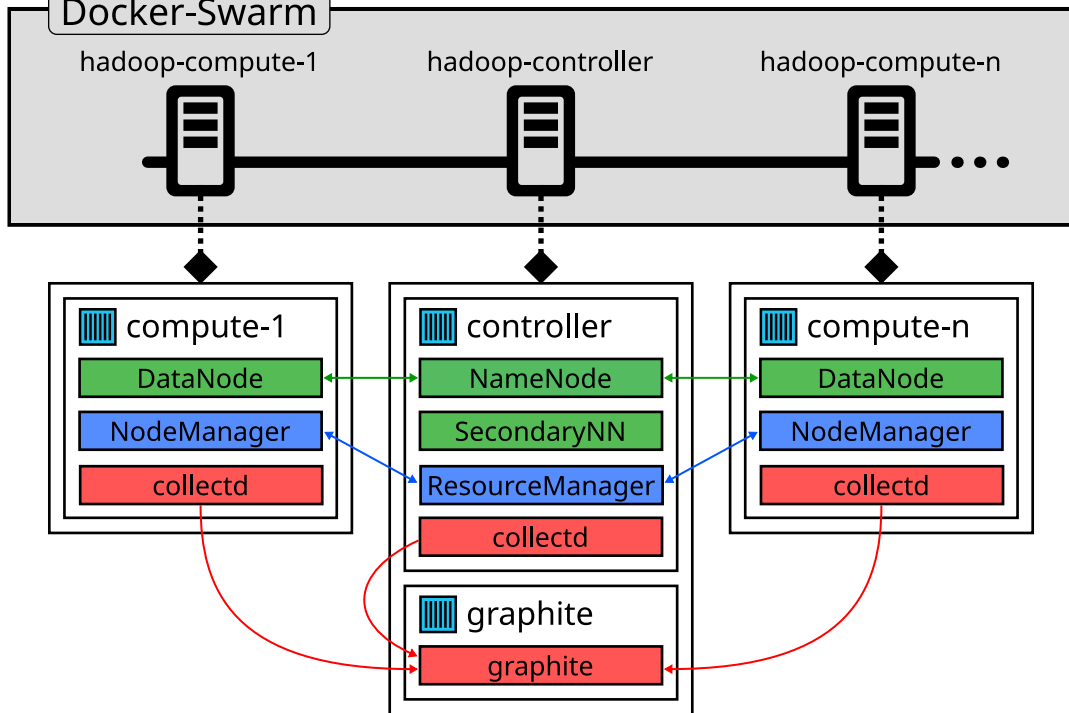 Docker-Swarm
hadoop-compute-1
hadoop-controller
hadoop-compute-n
compute-1
DataNode
NodeManager
collectd
controller
NameNode
SecondaryNN
ResourceManager
collectd
graphite
graphite
compute-n
DataNode
NodeManager
collectd